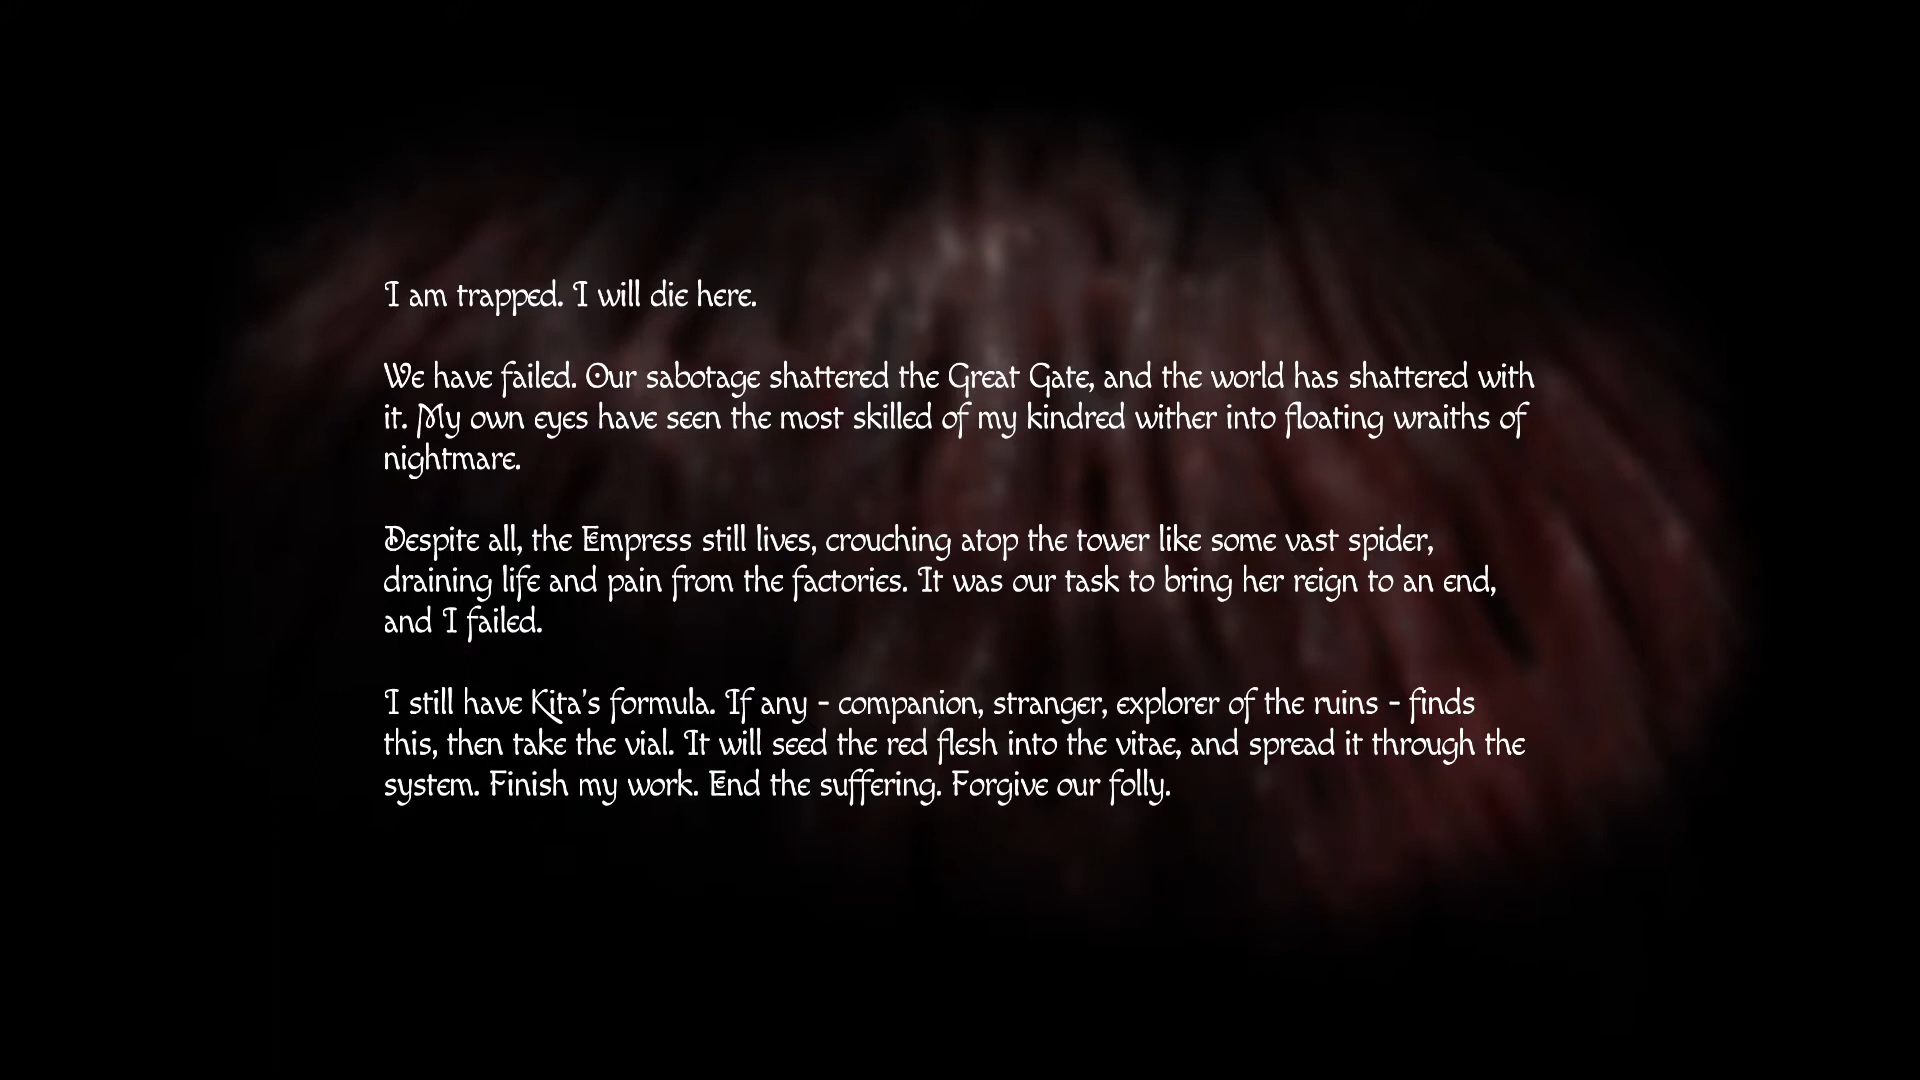 I am trapped. I will die here.
We have failed. Our sabotage shattered the Great Gate, and the world has shattered with
it. My own eyes have seen the most skilled of my kindred wither into floating wraiths of
nightmare.
Despite all, the Empress still lives, crouching atop the tower like some vast spider,
draining life and pain from the factories. It was our task to bring her reign to an end,
and I failed.
I still have Kita's formula. If any - companion, stranger, explorer of the ruins - finds
this, then take the vial. It will seed the red flesh into the vitae, and spread it through the
system. Finish my work. End the suffering. Forgive our folly.